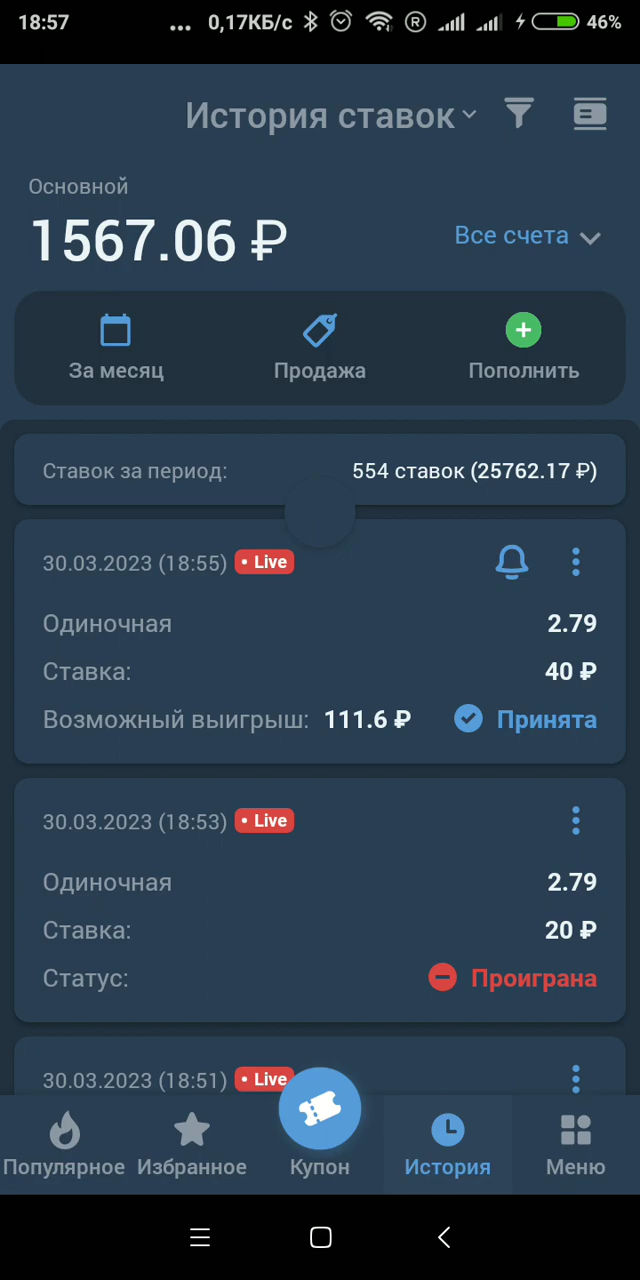 18:57 ... 0,17КБ/с R 46%
История ставок
Основной
1567.06 ₽ Все счета
За месяц Продажа Пополнить
Ставок за период: 554 ставок (25762.17 ₽)
30.03.2023 (18:55) • Live
Одиночная 2.79
Ставка: 40 ₽
Возможный выигрыш: 111.6 ₽ Принята
30.03.2023 (18:53) • Live
Одиночная 2.79
Ставка: 20 ₽
Статус: Проиграна
30.03.2023 (18:51) • Live
Популярное Избранное Купон История Меню